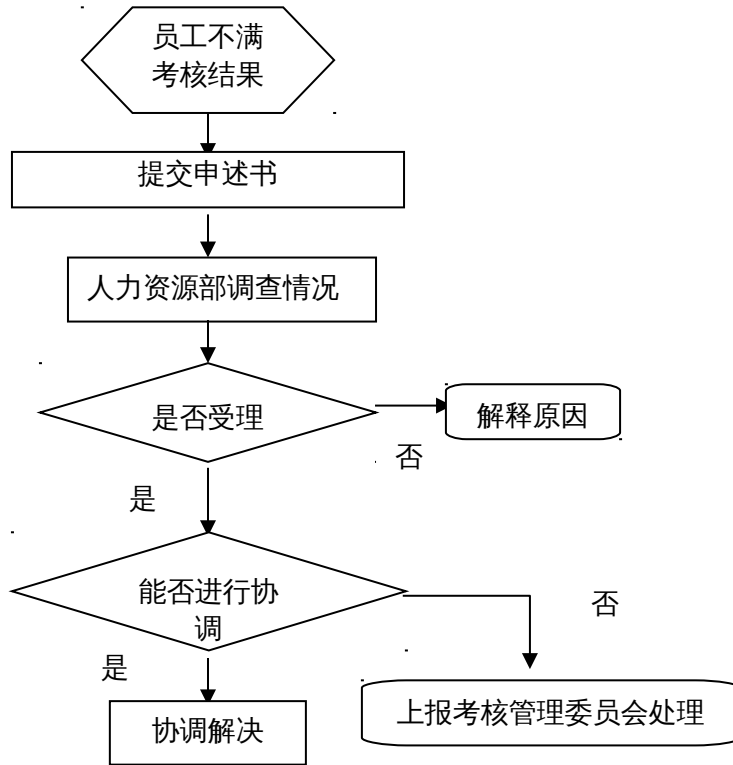 员工不满
考核结果
提交申述书
人力资源部调查情况
是否受理
解释原因
否
是
能否进行协
调
否
是
上报考核管理委员会处理
协调解决